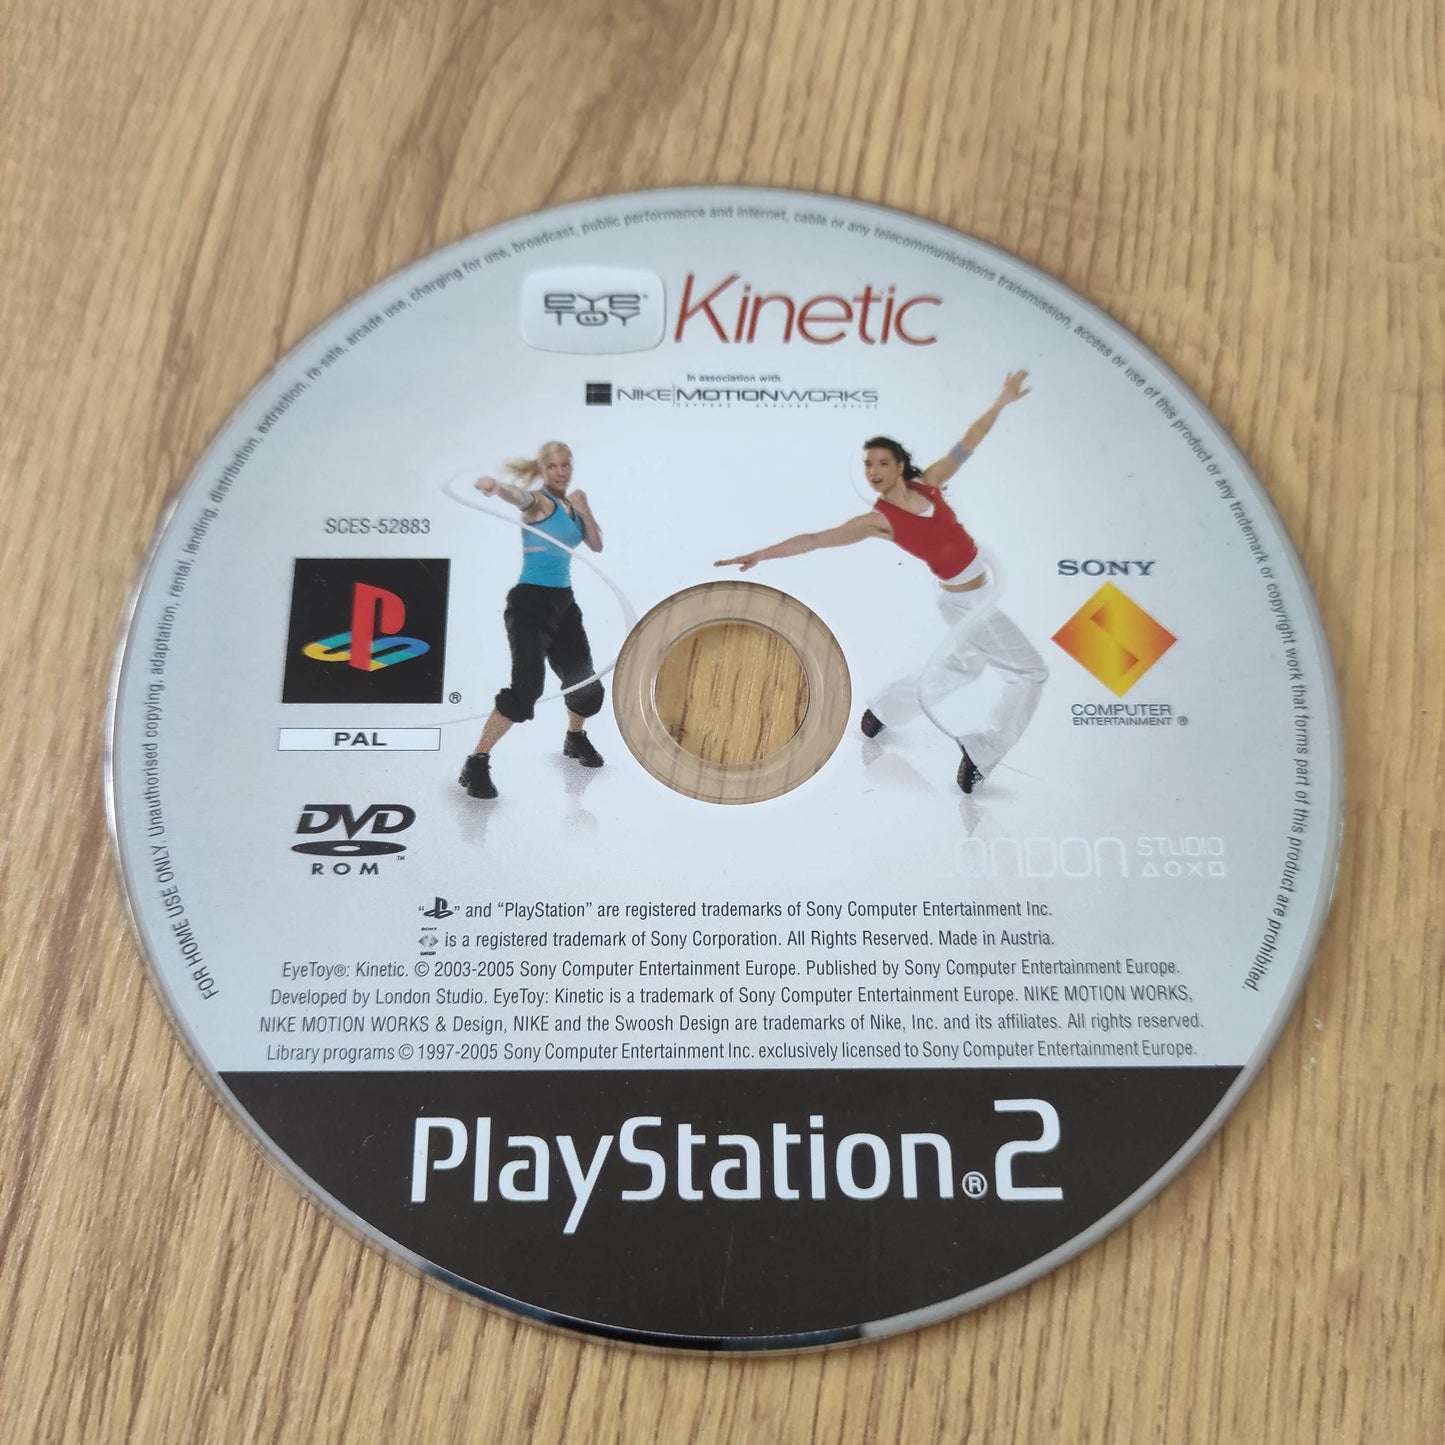 FOR HOME USE ONLY. Unauthorised copying, adaptation, rental, lending, distribution, extraction, re-sale, arcade use, charging for use, broadcast, public performance and internet, cable or any telecommunications transmission, access or use of this product or any trademark or copyright work that forms part of this product are prohibited.
EYE TOY Kinetic
In association with
NIKE MOTIONWORKS
CAPTURE ANALYSE ADVISE
SCES-52883
SONY
COMPUTER
ENTERTAINMENT ®
®
PAL
DVD
ROM ™
LONDON STUDIO
"PS" and "PlayStation" are registered trademarks of Sony Computer Entertainment Inc.
is a registered trademark of Sony Corporation. All Rights Reserved. Made in Austria.
EyeToy®: Kinetic. © 2003-2005 Sony Computer Entertainment Europe. Published by Sony Computer Entertainment Europe.
Developed by London Studio. EyeToy: Kinetic is a trademark of Sony Computer Entertainment Europe. NIKE MOTION WORKS,
NIKE MOTION WORKS & Design, NIKE and the Swoosh Design are trademarks of Nike, Inc. and its affiliates. All rights reserved.
Library programs © 1997-2005 Sony Computer Entertainment Inc. exclusively licensed to Sony Computer Entertainment Europe.
PlayStation®2